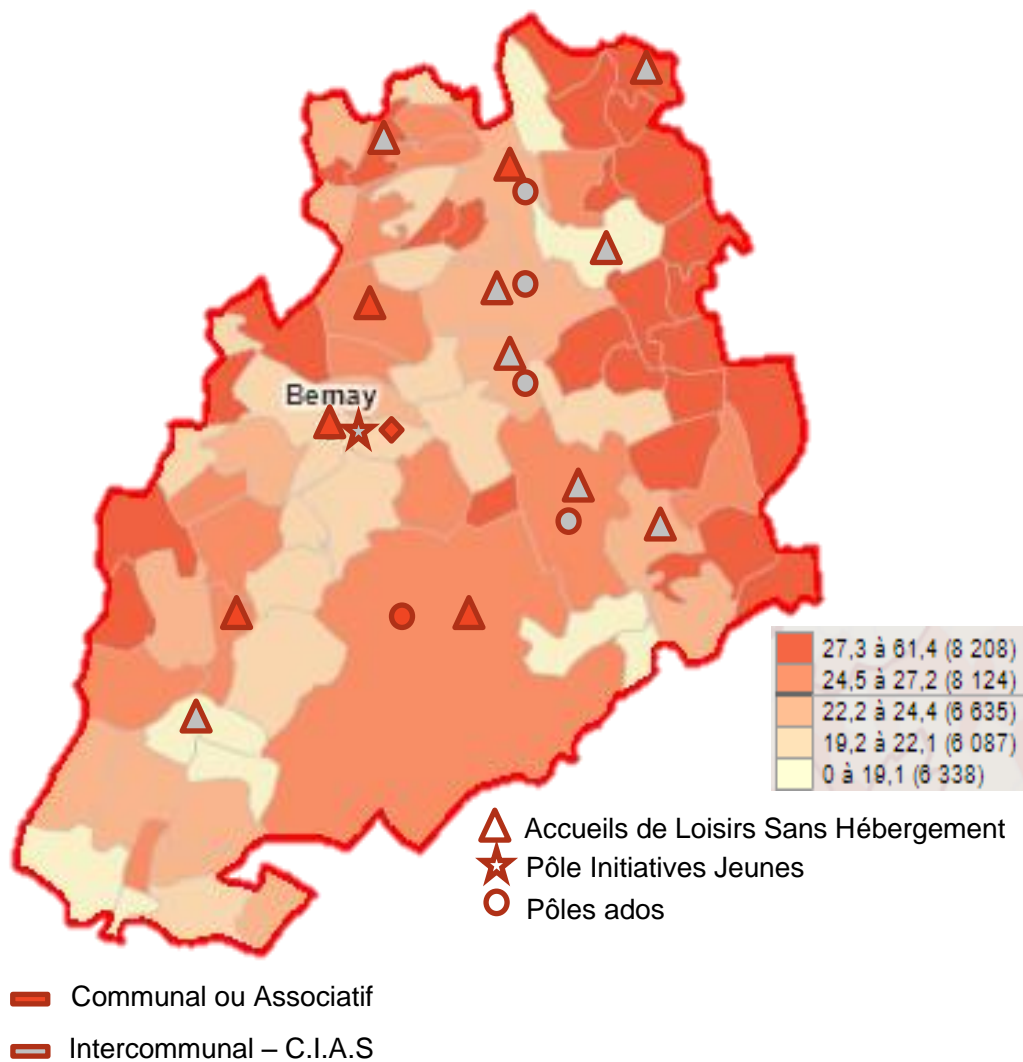 Bernay
27,3 à 61,4 (8 208)
24,5 à 27,2 (8 124)
22,2 à 24,4 (6 635)
19,2 à 22,1 (6 087)
0 à 19,1 (6 338)
Accueils de Loisirs Sans Hébergement
Pôle Initiatives Jeunes
Pôles ados
Communal ou Associatif
Intercommunal – C.I.A.S